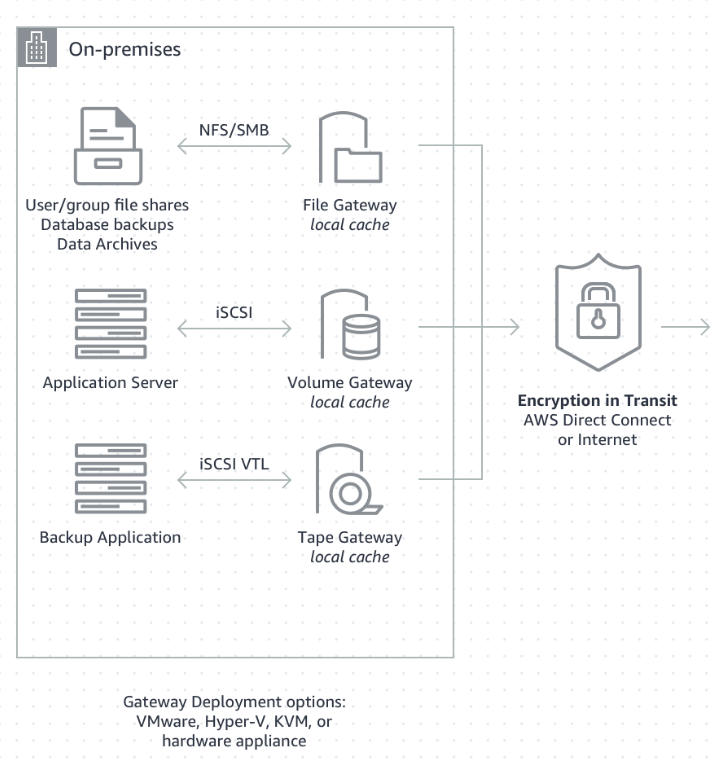 On-premises
NFS/SMB
User/group file shares
Database backups
Data Archives
File Gateway
local cache
iSCSI
Application Server
Volume Gateway
local cache
Encryption in Transit
AWS Direct Connect
or Internet
iSCSI VTL
Backup Application
Tape Gateway
local cache
Gateway Deployment options:
VMware, Hyper-V, KVM, or
hardware appliance